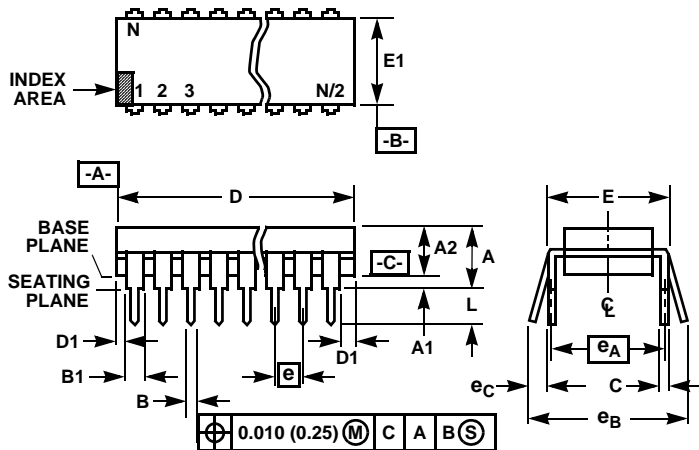 N
E1
INDEX
AREA
1 2 3 N/2
-B-
-A-
D
E
BASE
PLANE
A2
A
-C-
SEATING
PLANE
L
C
L
D1
A1
D1
eA
B1
e
eC
C
B
eB
0.010 (0.25) M C A B S